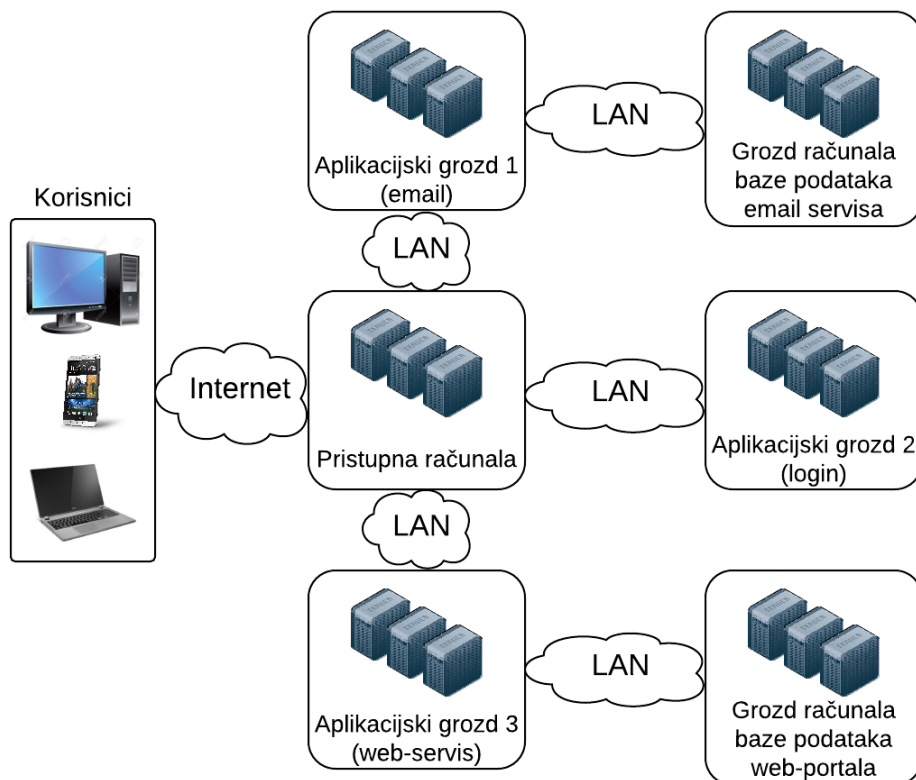 Aplikacijski grozd 1
(email)
LAN
Grozd računala
baze podataka
email servisa
Korisnici
LAN
Internet
Pristupna računala
LAN
Aplikacijski grozd 2
(login)
LAN
Aplikacijski grozd 3
(web-servis)
LAN
Grozd računala
baze podataka
web-portala